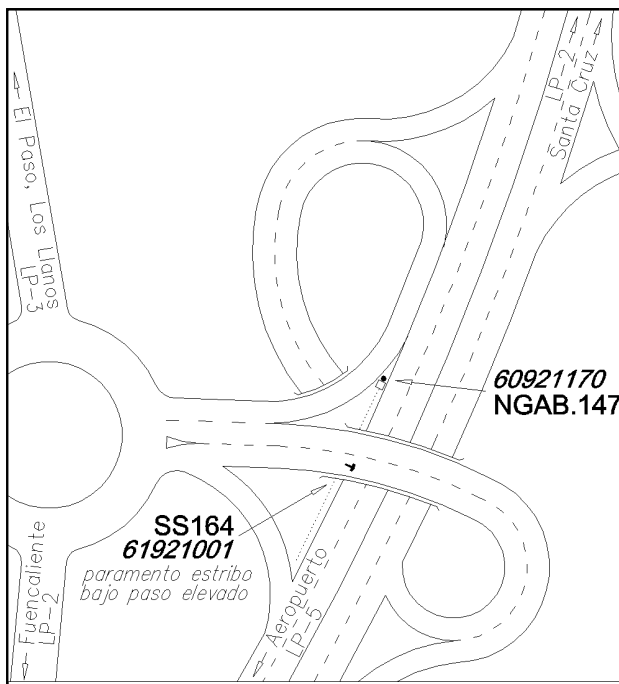 El Paso, Los Llanos
LP-3
LP-2
Santa Cruz
60921170
NGAB.147
SS164
61921001
paramento estribo
bajo paso elevado
Fuencaliente
LP-2
Aeropuerto
LP-5